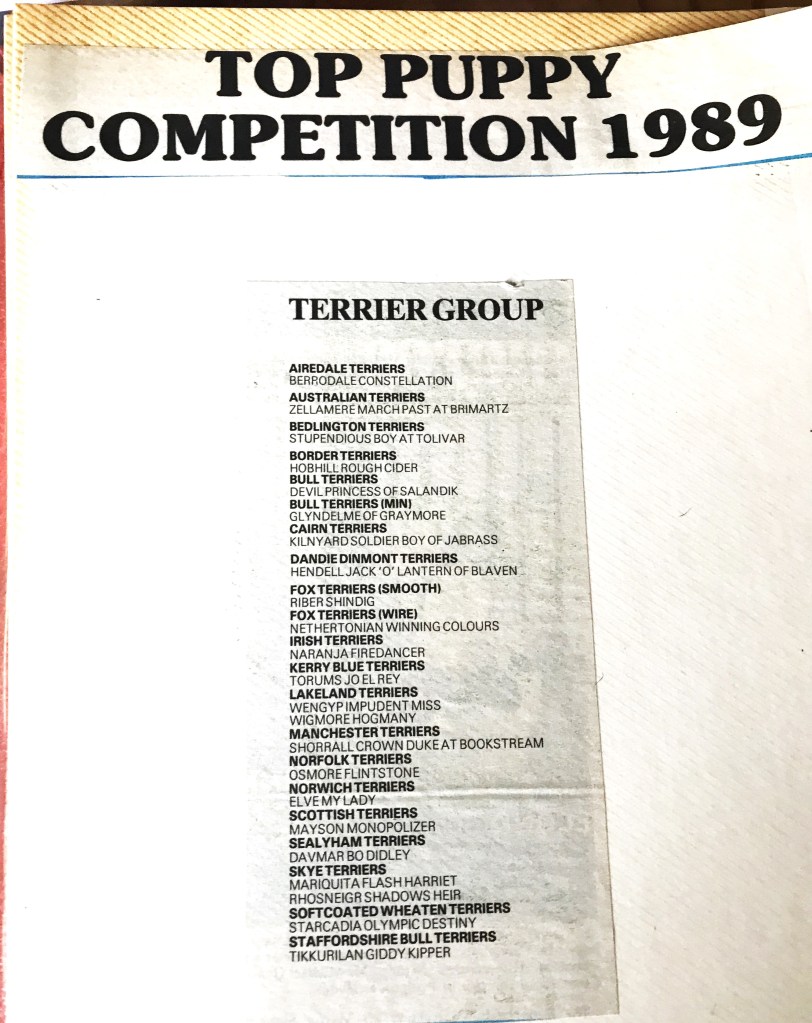 TOP PUPPY
COMPETITION 1989
TERRIER GROUP
AIREDALE TERRIERS
BERRODALE CONSTELLATION
AUSTRALIAN TERRIERS
ZELLAMERE MARCH PAST AT BRIMARTZ
BEDLINGTON TERRIERS
STUPENDIOUS BOY AT TOLIVAR
BORDER TERRIERS
HOBHILL ROUGH CIDER
BULL TERRIERS
DEVIL PRINCESS OF SALANDIK
BULL TERRIERS (MIN)
GLYNDELME OF GRAYMORE
CAIRN TERRIERS
KILNYARD SOLDIER BOY OF JABRASS
DANDIE DINMONT TERRIERS
HENDELL JACK 'O' LANTERN OF BLAVEN
FOX TERRIERS (SMOOTH)
RIBER SHINDIG
FOX TERRIERS (WIRE)
NETHERTONIAN WINNING COLOURS
IRISH TERRIERS
NARANJA FIREDANCER
KERRY BLUE TERRIERS
TORUMS JO EL REY
LAKELAND TERRIERS
WENGYP IMPUDENT MISS
WIGMORE HOGMANY
MANCHESTER TERRIERS
SHORRALL CROWN DUKE AT BOOKSTREAM
NORFOLK TERRIERS
OSMORE FLINTSTONE
NORWICH TERRIERS
ELVE MY LADY
SCOTTISH TERRIERS
MAYSON MONOPOLIZER
SEALYHAM TERRIERS
DAVMAR BO DIDLEY
SKYE TERRIERS
MARIQUITA FLASH HARRIET
RHOSNEIGR SHADOWS HEIR
SOFTCOATED WHEATEN TERRIERS
STARCADIA OLYMPIC DESTINY
STAFFORDSHIRE BULL TERRIERS
TIKKURILAN GIDDY KIPPER